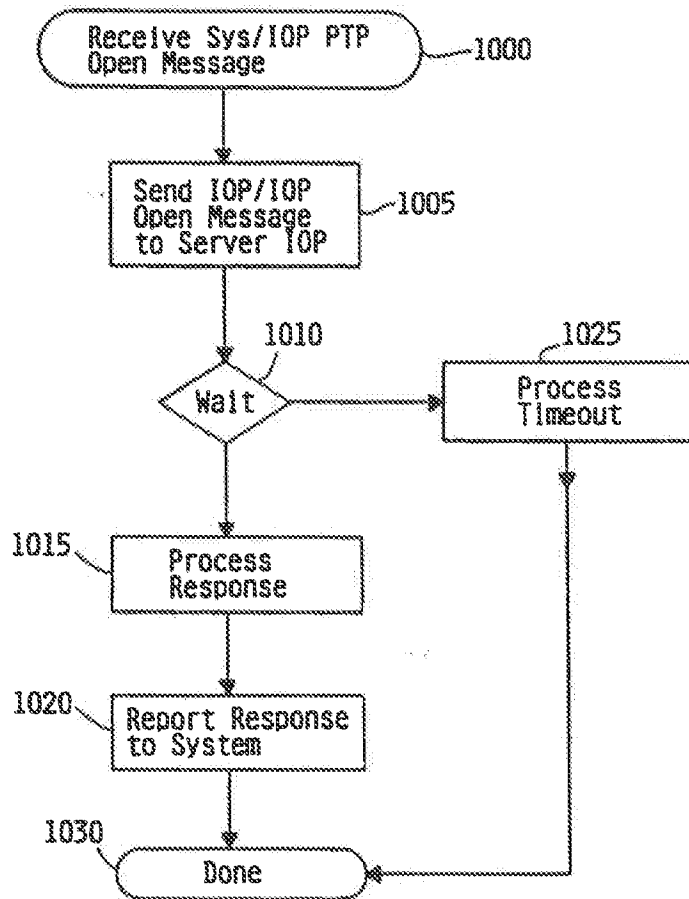 Receive Sys/IOP PTP
Open Message
1000
Send IOP/IOP
Open Message
to Server IOP
1005
1010
Wait
1025
Process
Timeout
1015
Process
Response
1020
Report Response
to System
1030
Done